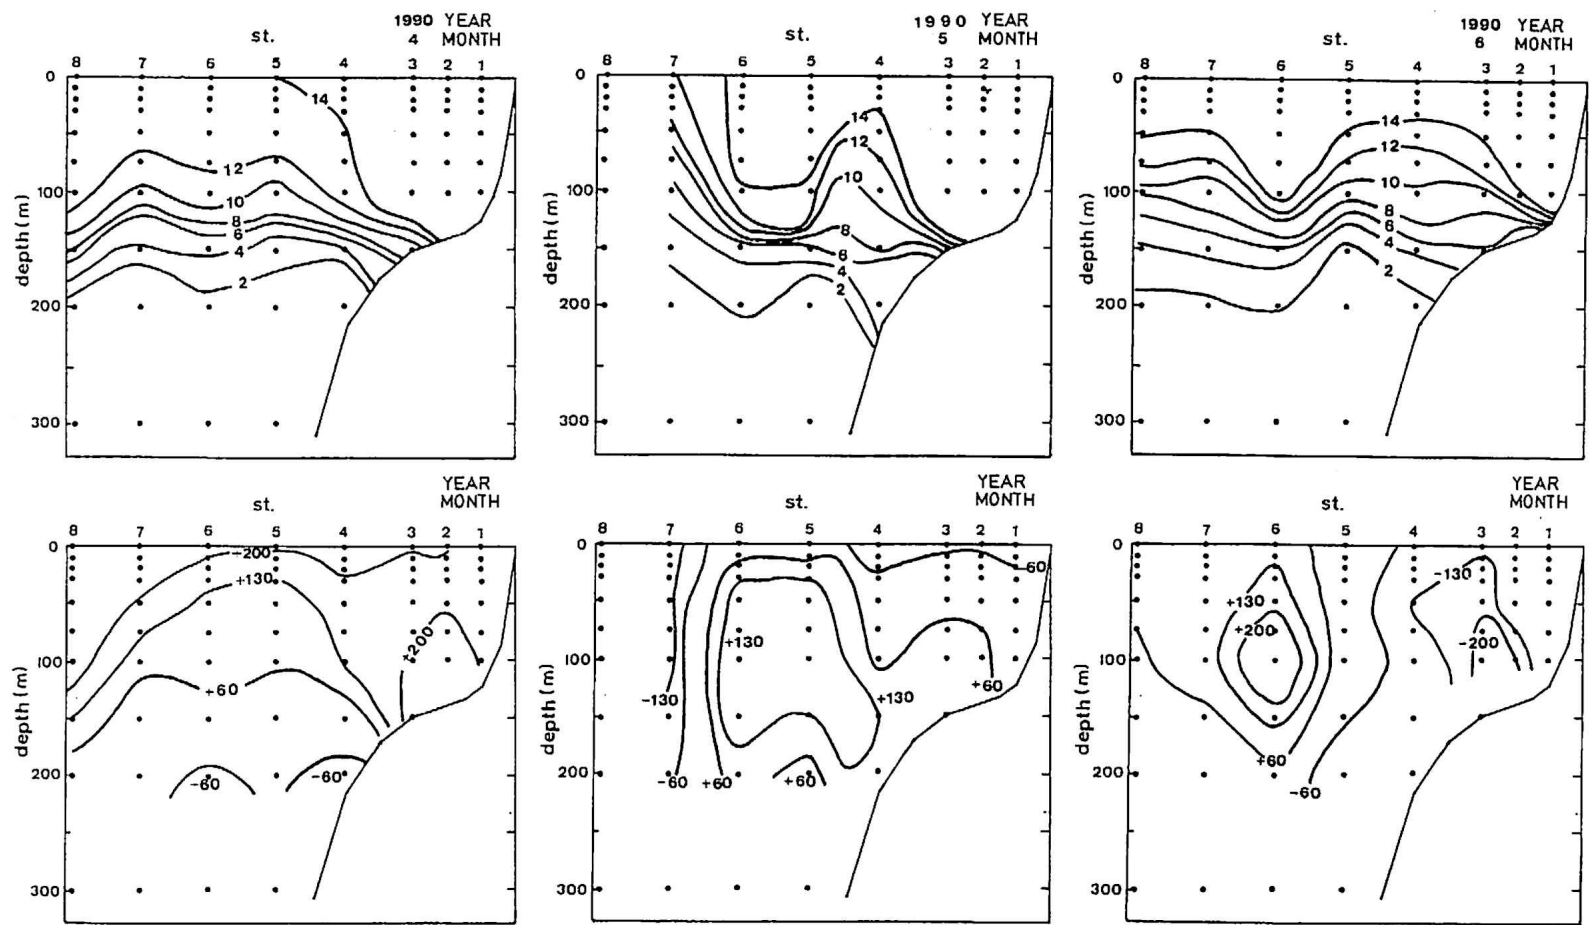 1990 YEAR
st. 4 MONTH
8 7 6 5 4 3 2 1
0
100
200
300
depth(m)
14
12
10
8
6
4
2
1990 YEAR
st. 5 MONTH
8 7 6 5 4 3 2 1
0
100
200
300
depth(m)
14
12
10
8
6
4
2
1990 YEAR
st. 6 MONTH
8 7 6 5 4 3 2 1
0
100
200
300
depth(m)
14
12
10
8
6
4
2
YEAR
st. MONTH
8 7 6 5 4 3 2 1
0
100
200
300
depth(m)
+200
+130
+200
+60
-60
-60
YEAR
st. MONTH
8 7 6 5 4 3 2 1
0
100
200
300
depth(m)
-60
+130
-130
+130
+60
-60
+60
+60
YEAR
st. MONTH
8 7 6 5 4 3 2 1
0
100
200
300
depth(m)
-130
+130
+200
-200
+60
-60